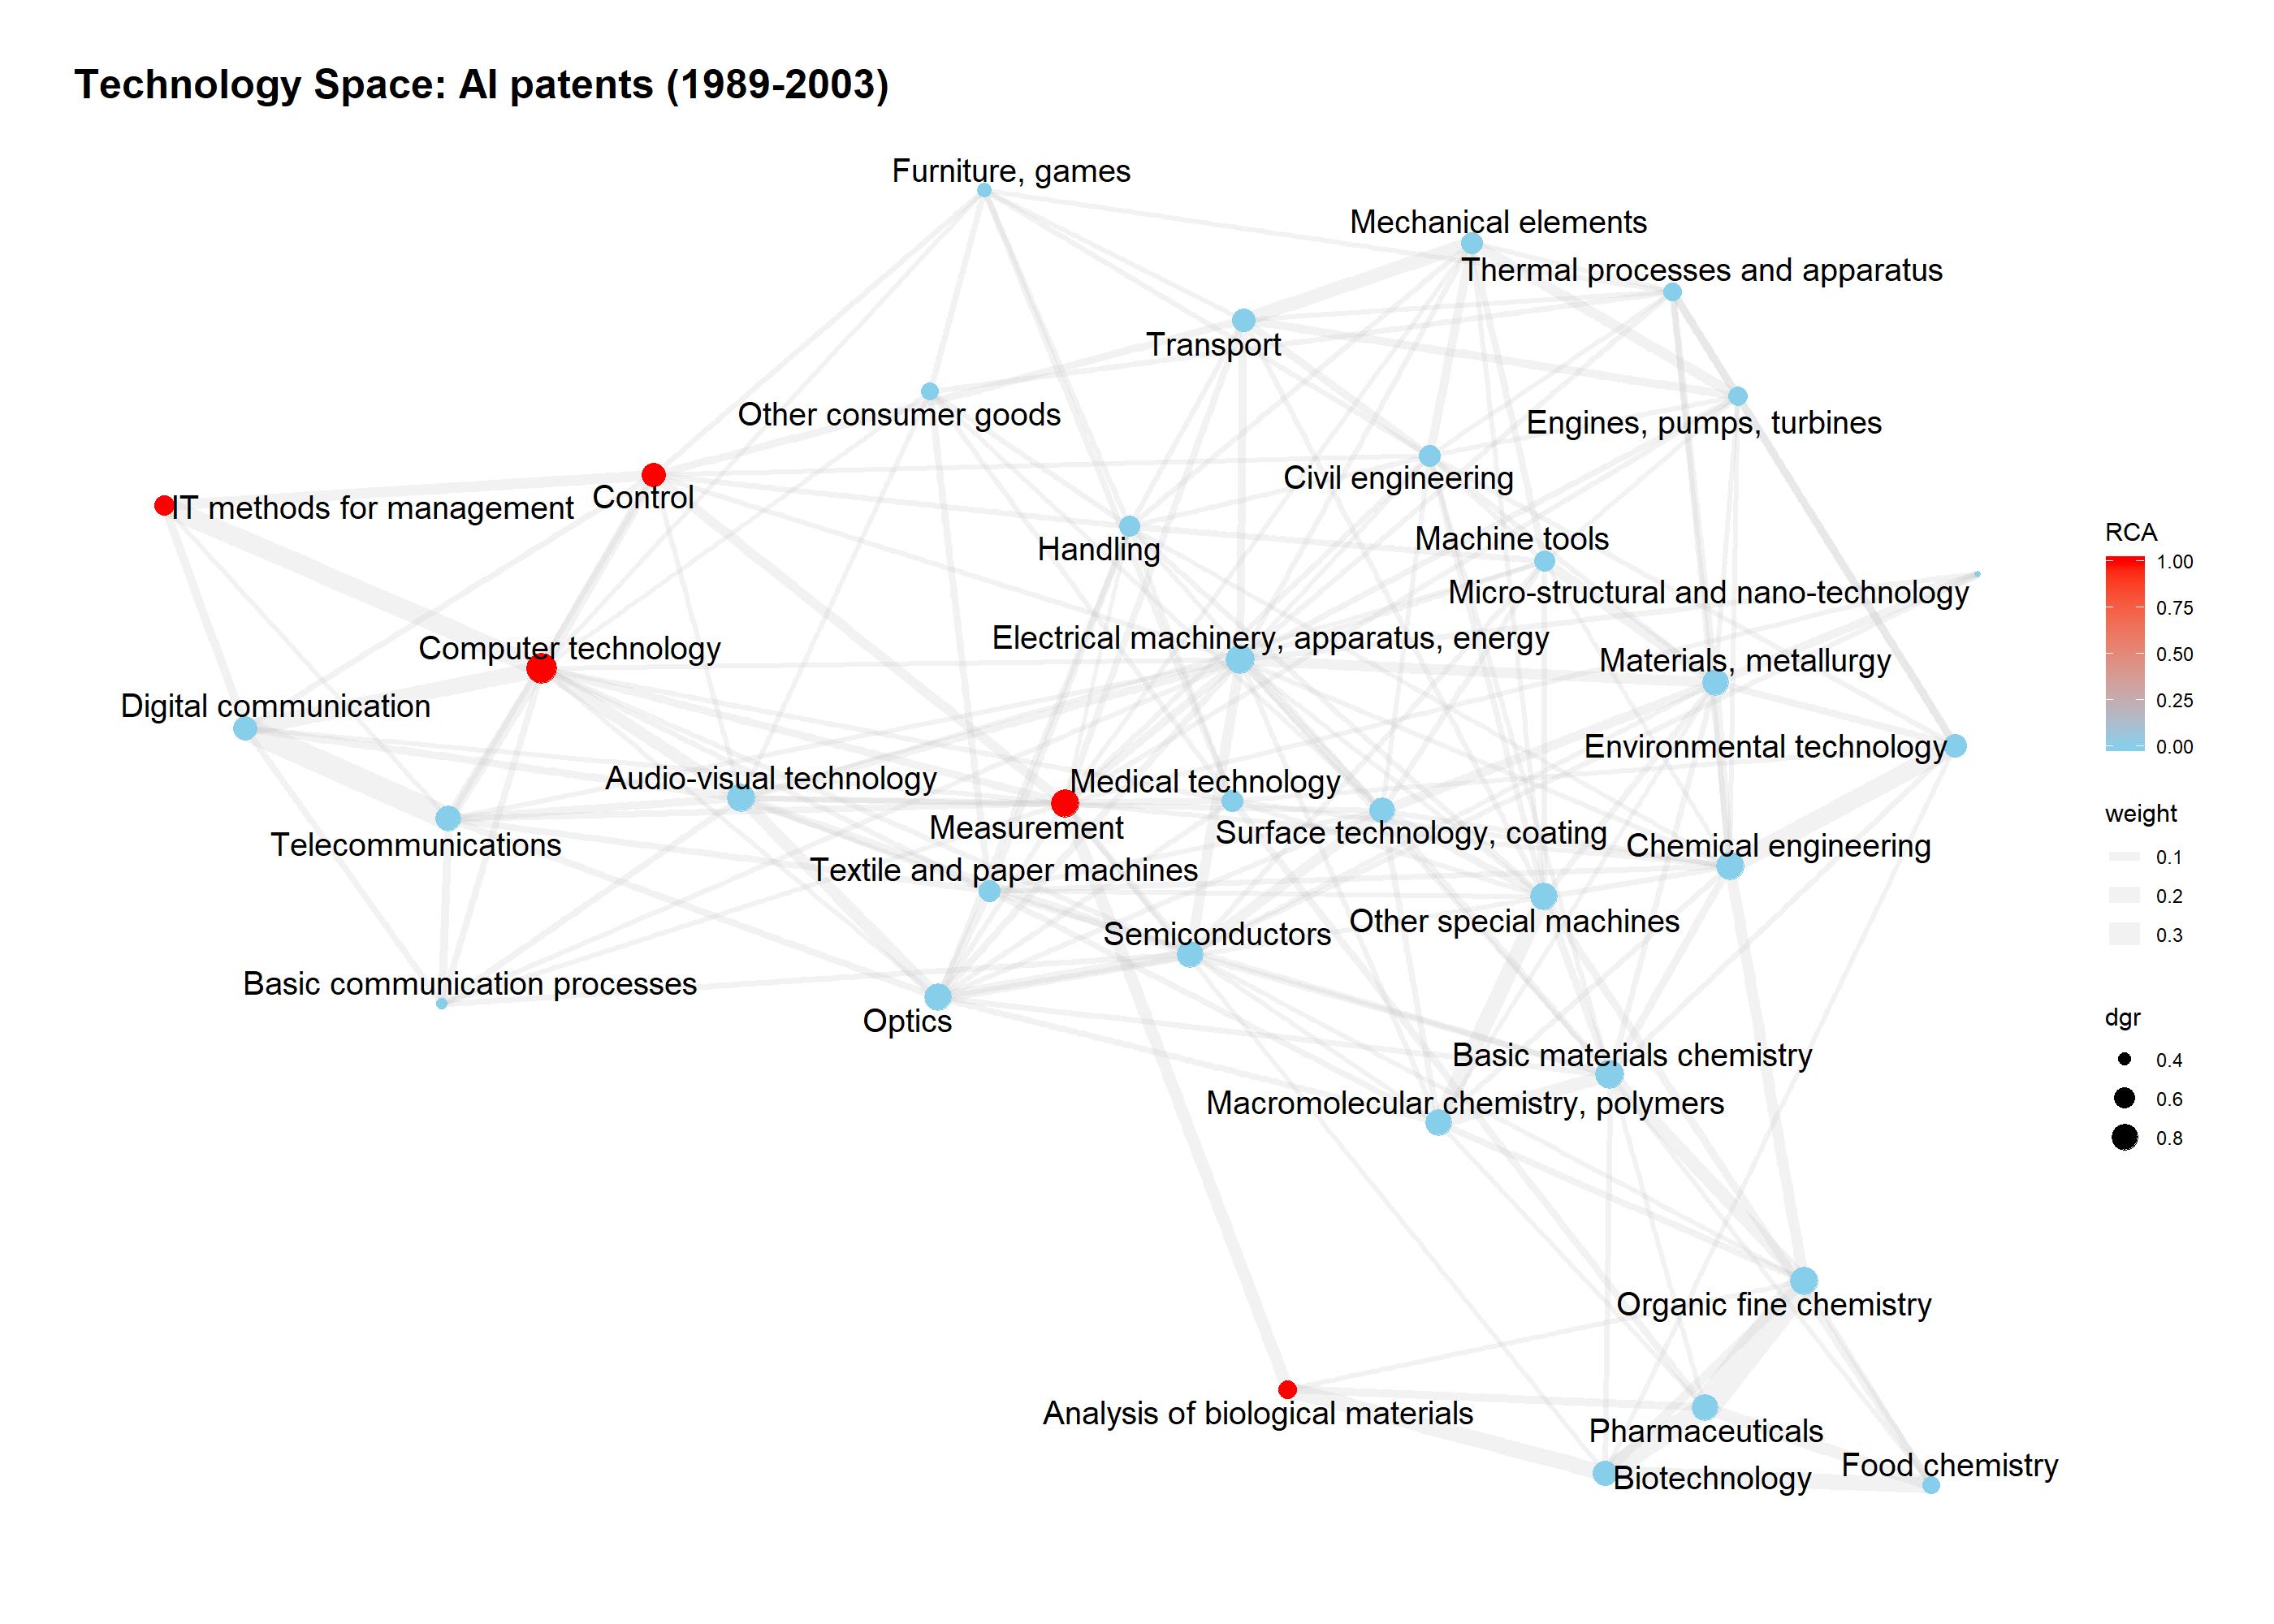 Technology Space: AI patents (1989-2003)
Furniture, games
Mechanical elements
Thermal processes and apparatus
Transport
Other consumer goods
Engines, pumps, turbines
Civil engineering
IT methods for management
Control
Handling
Machine tools
Micro-structural and nano-technology
Electrical machinery, apparatus, energy
Computer technology
Materials, metallurgy
Digital communication
Environmental technology
Audio-visual technology
Medical technology
Measurement
Surface technology, coating
Telecommunications
Chemical engineering
Textile and paper machines
Other special machines
Semiconductors
Basic communication processes
Optics
Basic materials chemistry
Macromolecular chemistry, polymers
Organic fine chemistry
Analysis of biological materials
Pharmaceuticals
Food chemistry
Biotechnology
RCA
1.00
0.75
0.50
0.25
0.00
weight
0.1
0.2
0.3
dgr
0.4
0.6
0.8